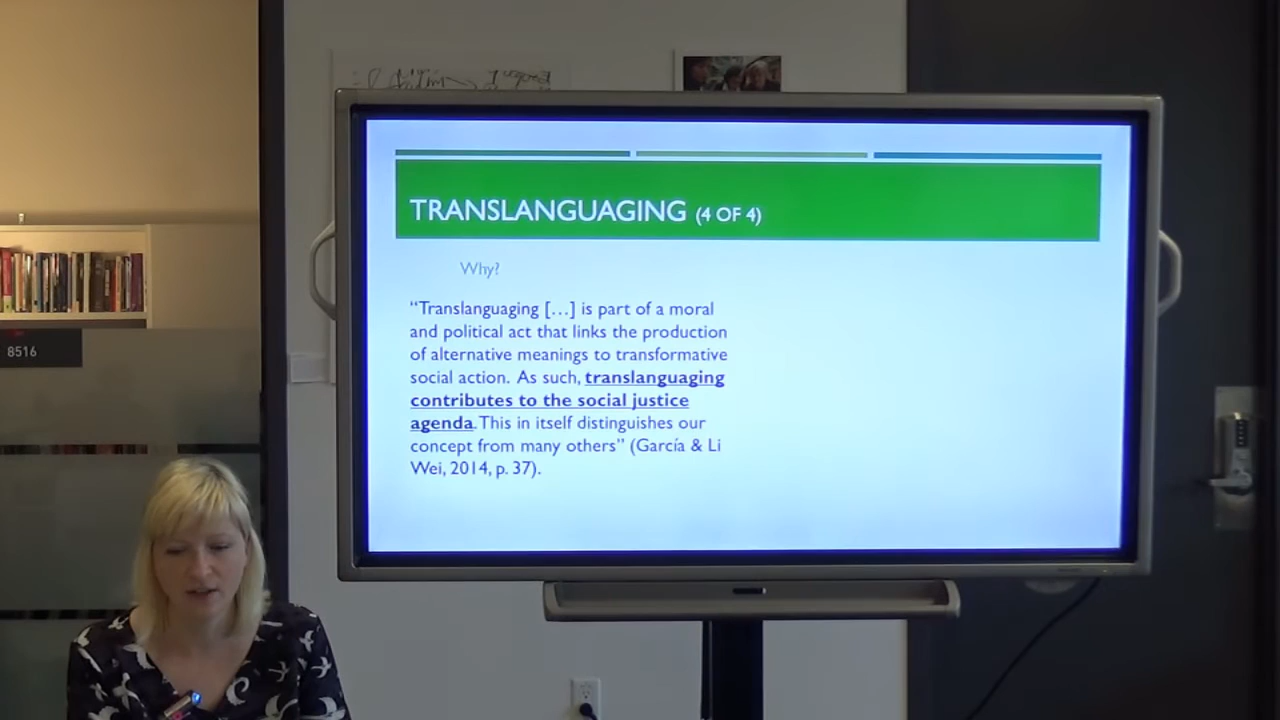 TRANSLANGUAGING (4 OF 4)
Why?
“Translanguaging […] is part of a moral
and political act that links the production
of alternative meanings to transformative
social action. As such, translanguaging
contributes to the social justice
agenda. This in itself distinguishes our
concept from many others” (García & Li
Wei, 2014, p. 37).
8516